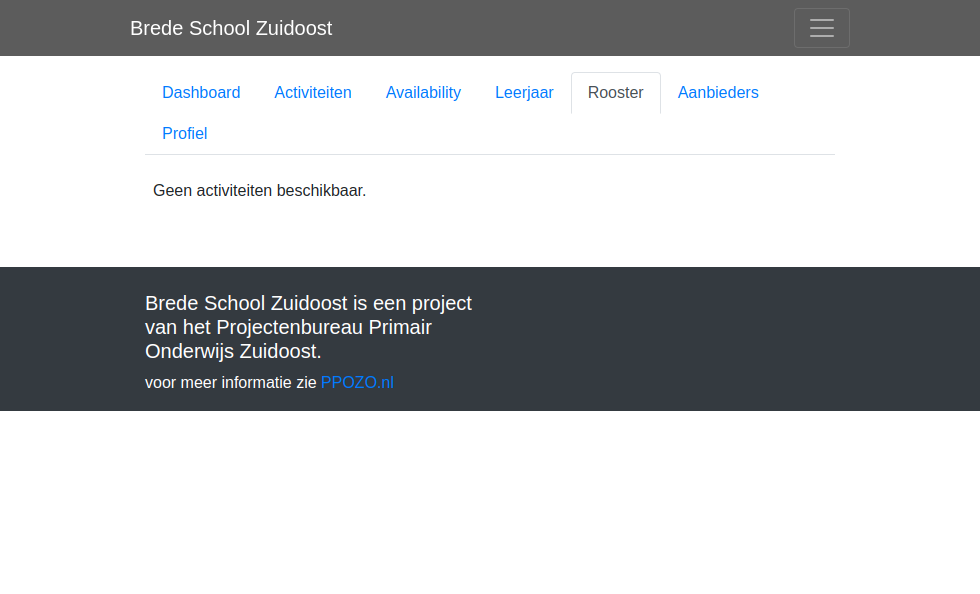 Brede School Zuidoost
Dashboard Activiteiten Availability Leerjaar Rooster Aanbieders
Profiel
Geen activiteiten beschikbaar.
Brede School Zuidoost is een project
van het Projectenbureau Primair
Onderwijs Zuidoost.
voor meer informatie zie PPOZO.nl